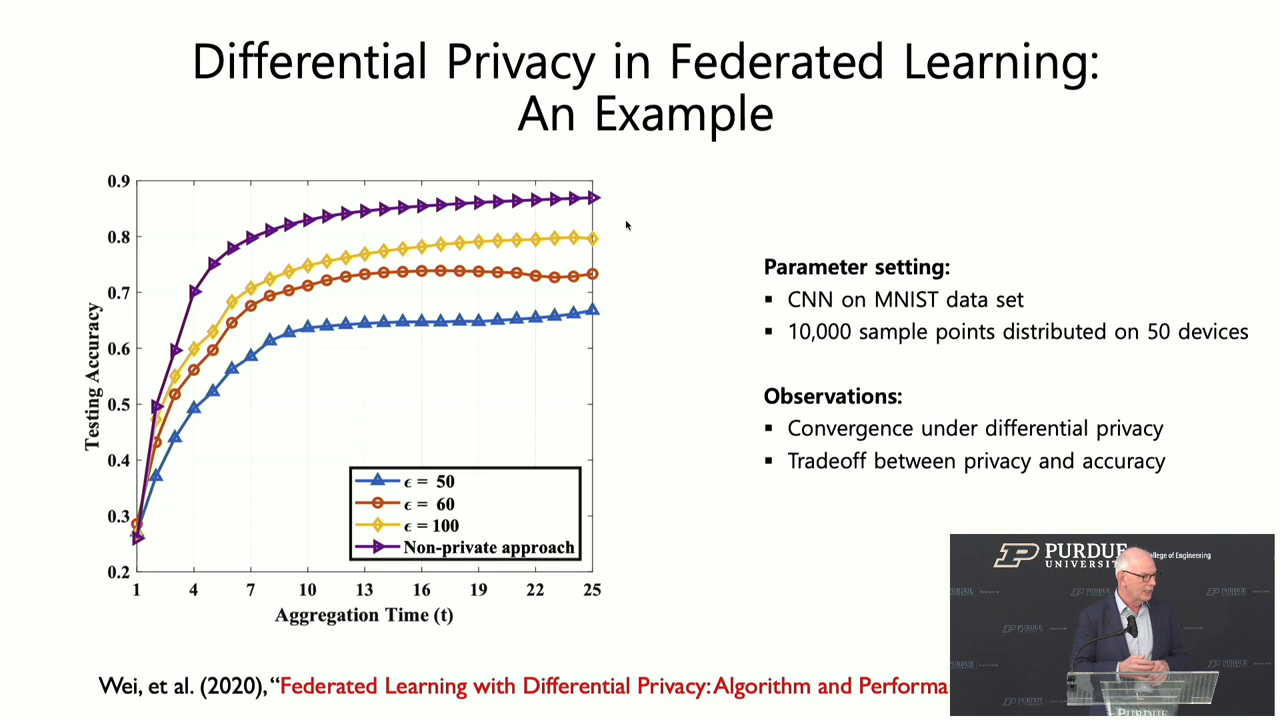 Differential Privacy in Federated Learning:
An Example
0.9
0.8
0.7
0.6
0.5
0.4
0.3
0.2
Testing Accuracy
1 4 7 10 13 16 19 22 25
Aggregation Time (t)
ϵ = 50
ϵ = 60
ϵ = 100
Non-private approach
Parameter setting:
▪ CNN on MNIST data set
▪ 10,000 sample points distributed on 50 devices
Observations:
▪ Convergence under differential privacy
▪ Tradeoff between privacy and accuracy
Wei, et al. (2020), “Federated Learning with Differential Privacy: Algorithm and Performa
PURDUE
UNIVERSITY
College of Engineering
PURDUE